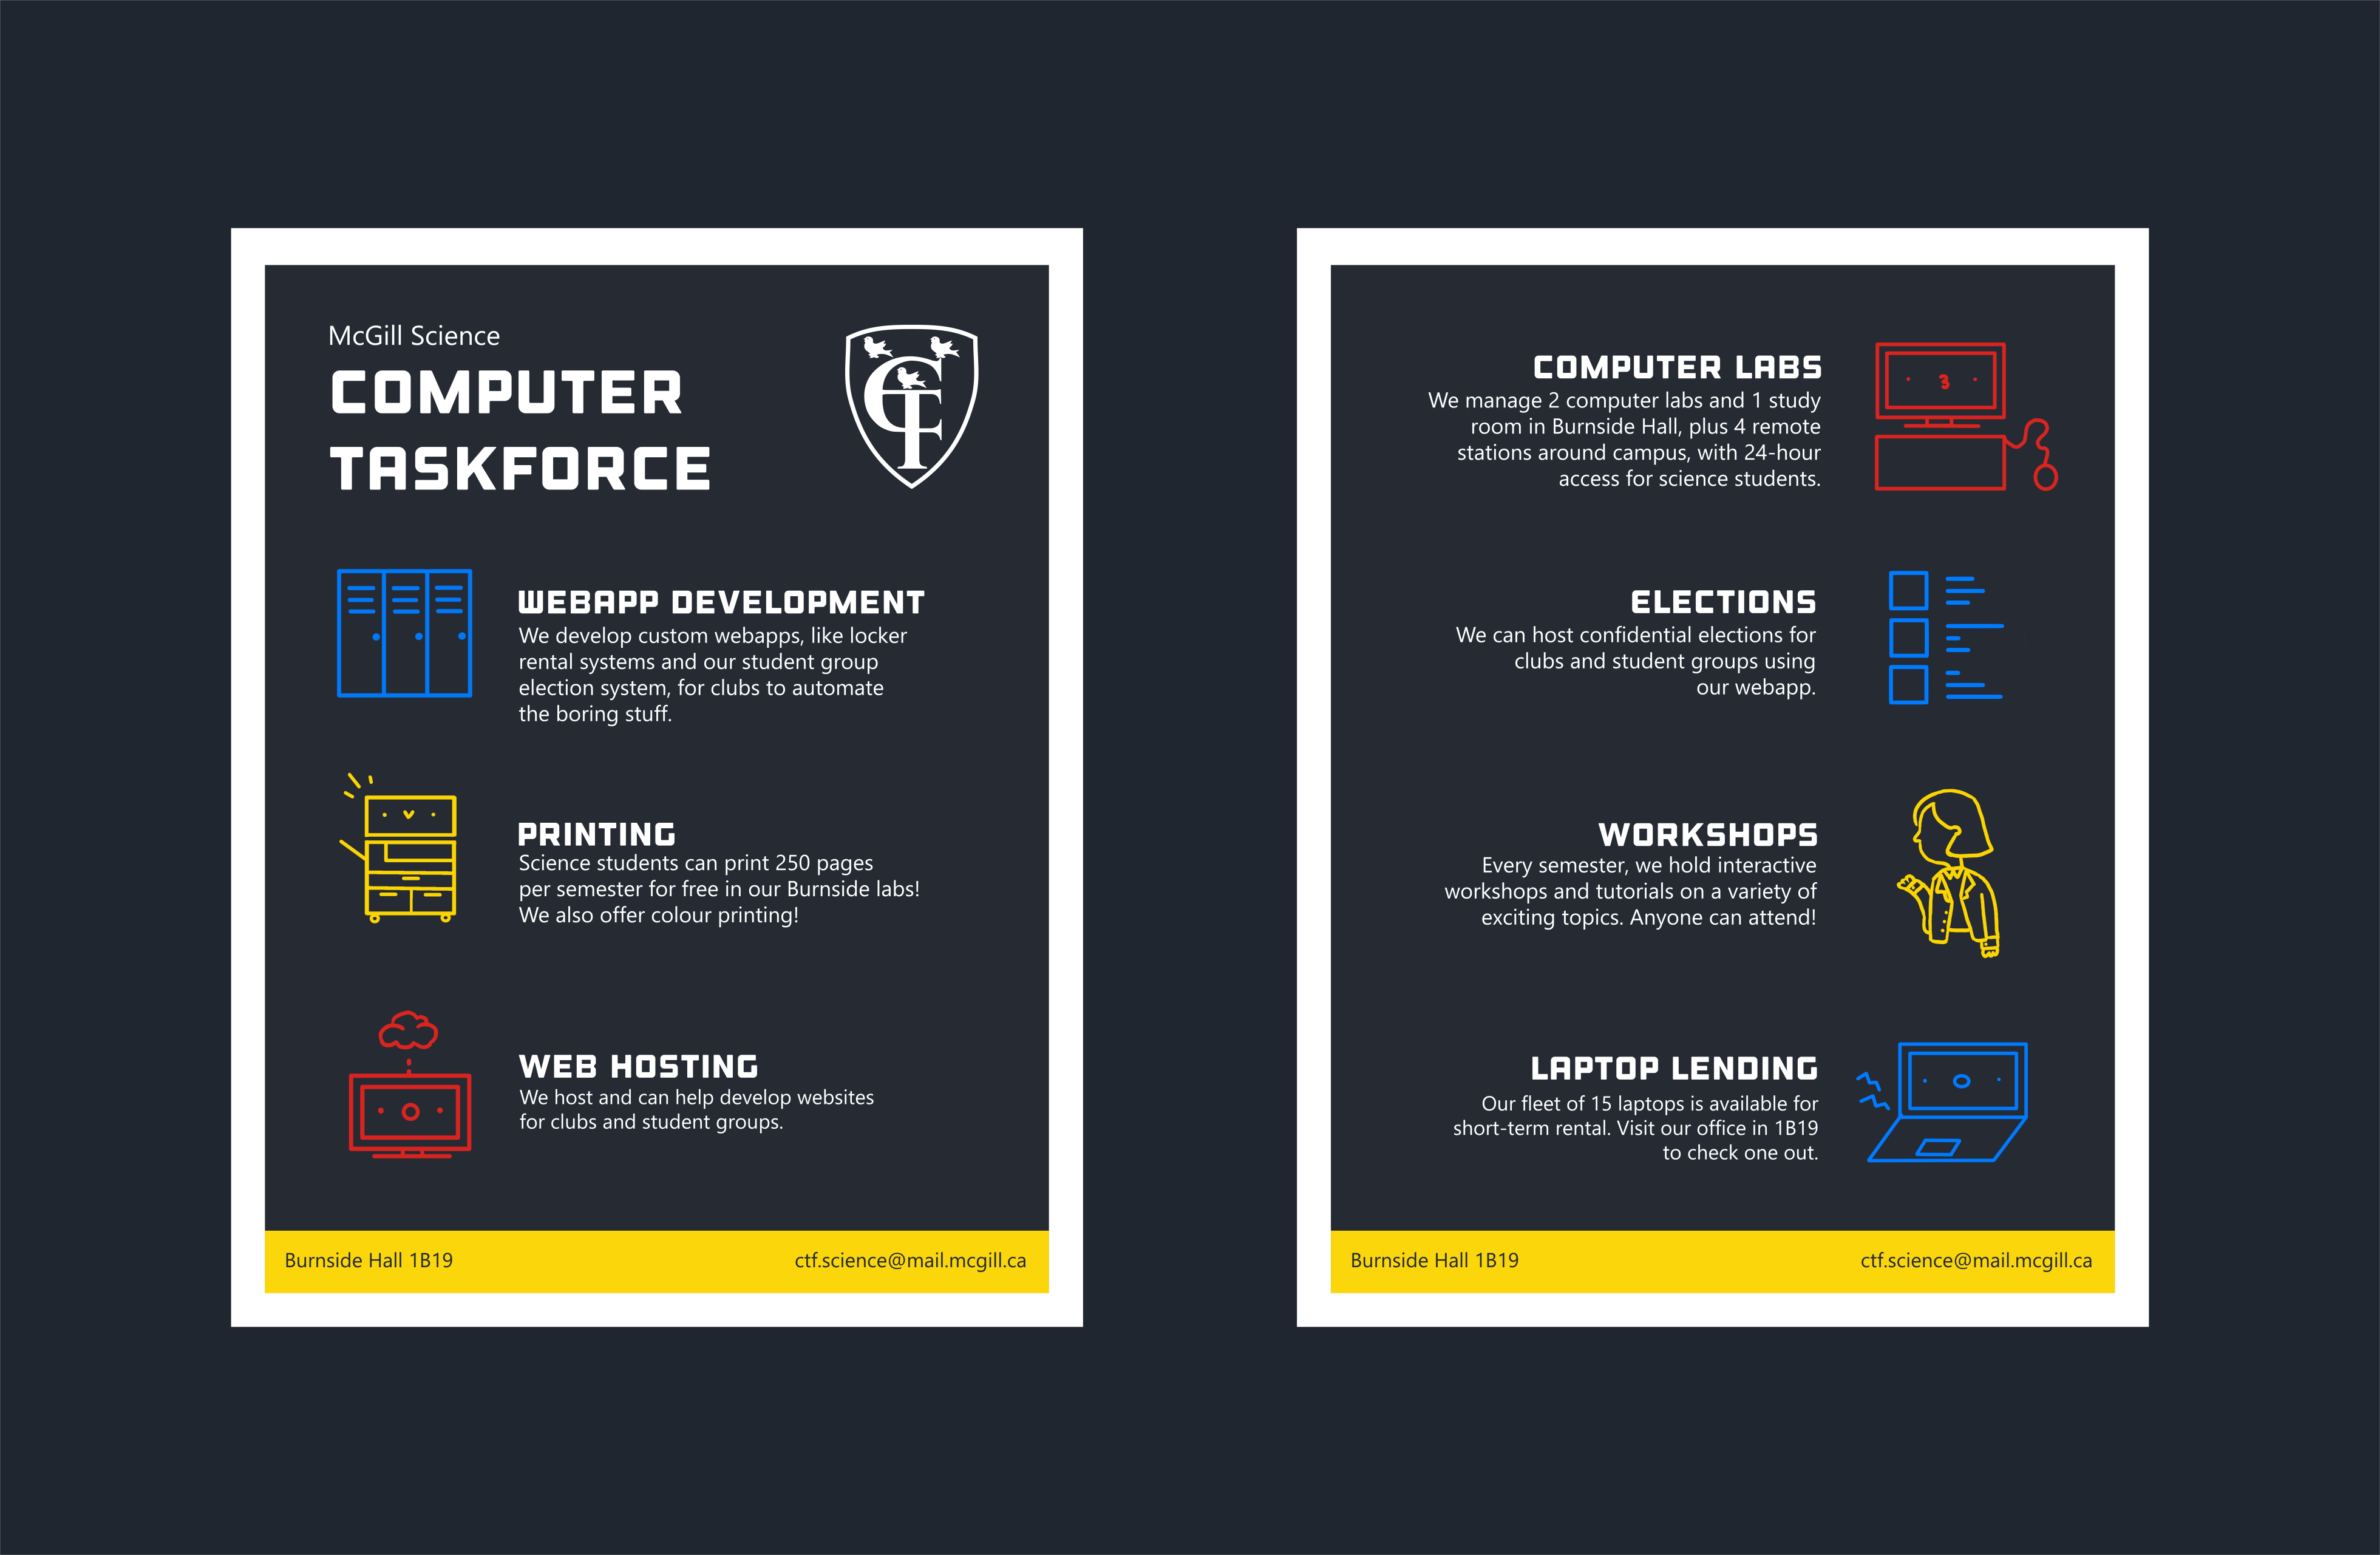 McGill Science
COMPUTER
TASKFORCE
CTF
WEBAPP DEVELOPMENT
We develop custom webapps, like locker
rental systems and our student group
election system, for clubs to automate
the boring stuff.
PRINTING
Science students can print 250 pages
per semester for free in our Burnside labs!
We also offer colour printing!
WEB HOSTING
We host and can help develop websites
for clubs and student groups.
Burnside Hall 1B19
ctf.science@mail.mcgill.ca
COMPUTER LABS
We manage 2 computer labs and 1 study
room in Burnside Hall, plus 4 remote
stations around campus, with 24-hour
access for science students.
ELECTIONS
We can host confidential elections for
clubs and student groups using
our webapp.
WORKSHOPS
Every semester, we hold interactive
workshops and tutorials on a variety of
exciting topics. Anyone can attend!
LAPTOP LENDING
Our fleet of 15 laptops is available for
short-term rental. Visit our office in 1B19
to check one out.
Burnside Hall 1B19
ctf.science@mail.mcgill.ca